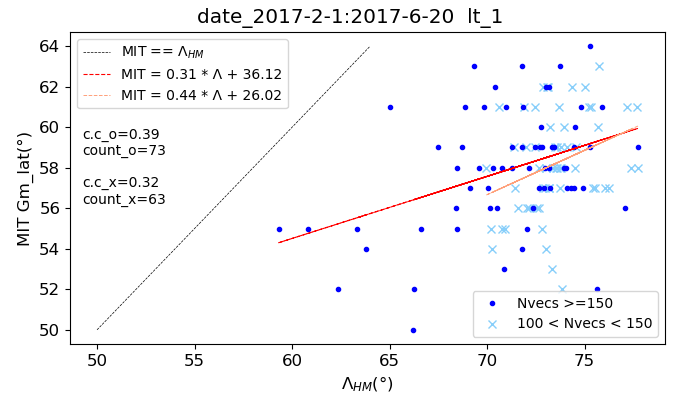 date_2017-2-1:2017-6-20 lt_1
MIT Gm_lat(°)
64
62
60
58
56
54
52
50
MIT == Λ_HM
MIT = 0.31 * Λ + 36.12
MIT = 0.44 * Λ + 26.02
c.c_o=0.39
count_o=73
c.c_x=0.32
count_x=63
Nvecs >=150
100 < Nvecs < 150
50 55 60 65 70 75
Λ_HM(°)